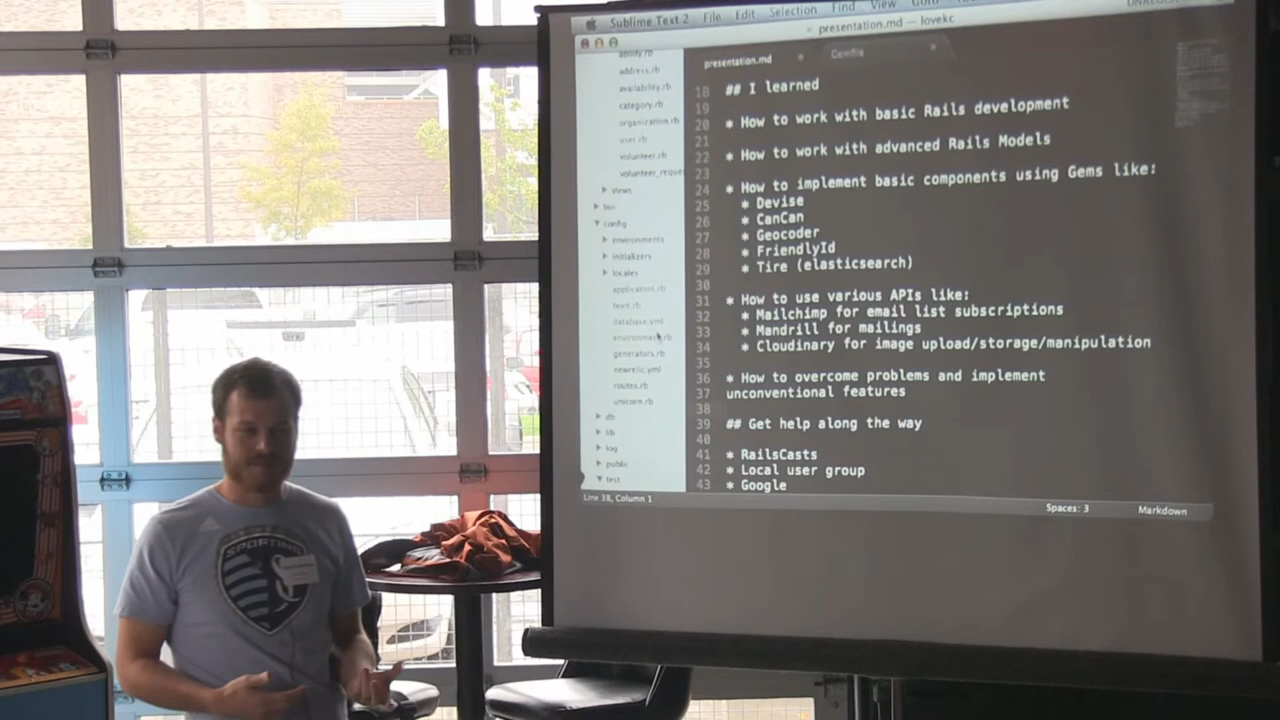 Sublime Text 2 File Edit Selection Find View Goto
presentation.md — lovekc
presentation.md
Gemfile
ability.rb
address.rb
availability.rb
category.rb
organization.rb
user.rb
volunteer.rb
volunteer_reque
views
bin
config
environments
initializers
locales
application.rb
boot.rb
database.yml
environment.rb
generators.rb
newrelic.yml
routes.rb
unicorn.rb
db
lib
log
public
test
18 ## I learned
19
20 * How to work with basic Rails development
21
22 * How to work with advanced Rails Models
23
24 * How to implement basic components using Gems like:
25 * Devise
26 * CanCan
27 * Geocoder
28 * FriendlyId
29 * Tire (elasticsearch)
30
31 * How to use various APIs like:
32 * Mailchimp for email list subscriptions
33 * Mandrill for mailings
34 * Cloudinary for image upload/storage/manipulation
35
36 * How to overcome problems and implement
37 unconventional features
38
39 ## Get help along the way
40
41 * RailsCasts
42 * Local user group
43 * Google
Line 38, Column 1
Spaces: 3
Markdown
SPORTING